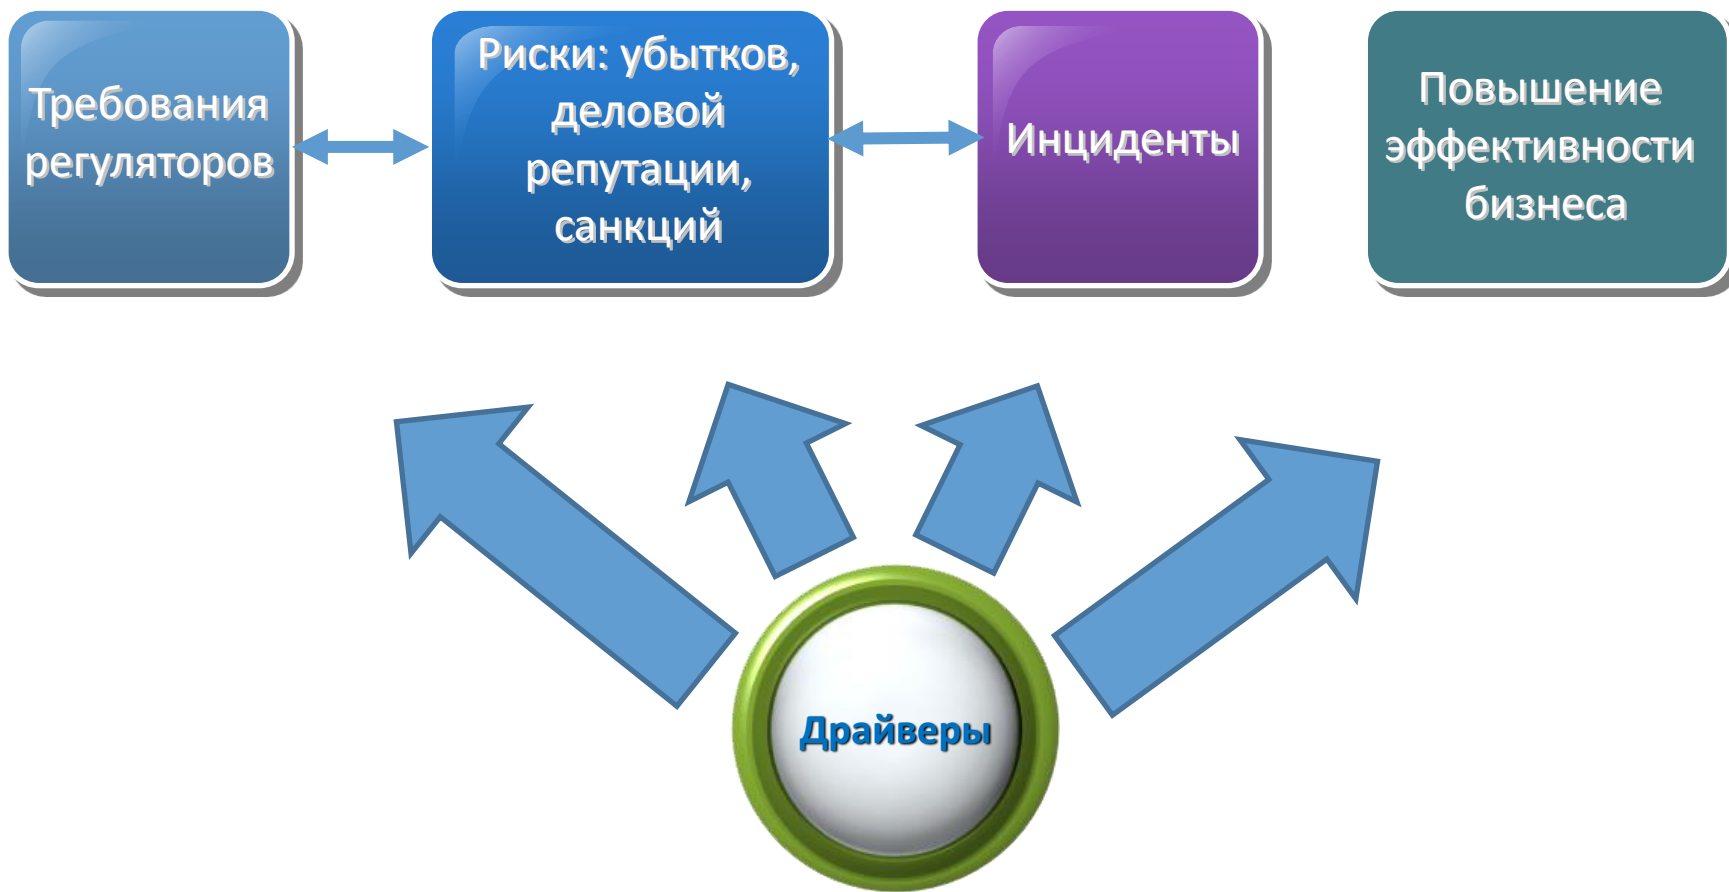 Требования
регуляторов
Риски: убытков,
деловой
репутации,
санкций
Инциденты
Повышение
эффективности
бизнеса
Драйверы